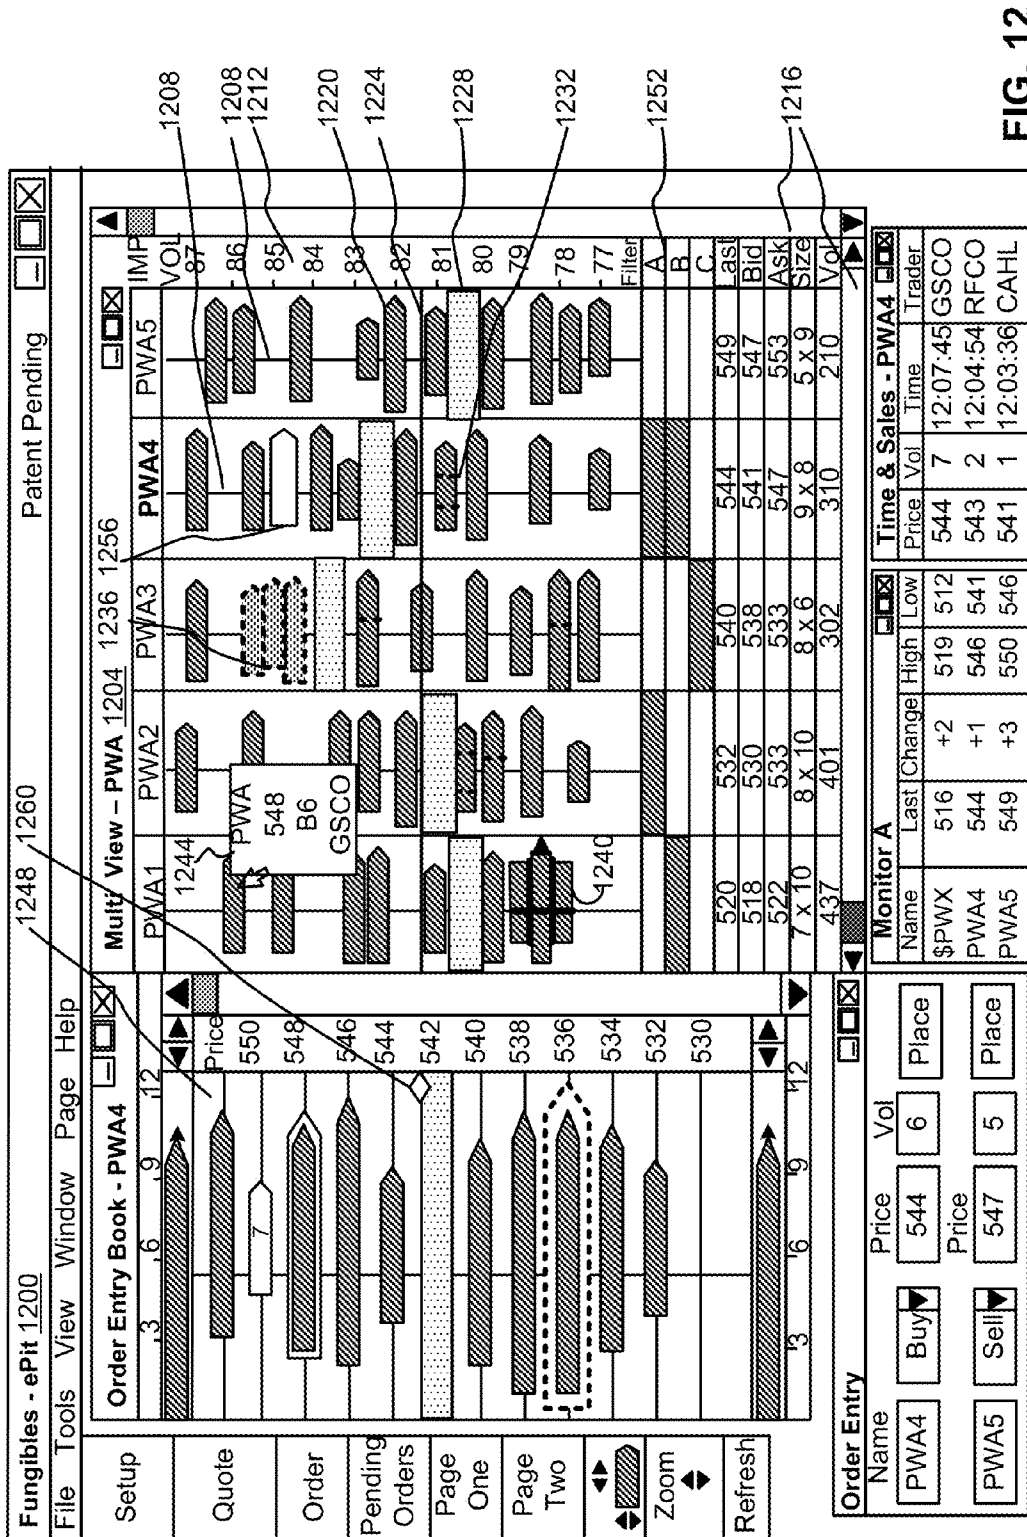 Fungibles - ePit 1200
Patent Pending
File Tools View Window Page Help
Setup
Quote
Order
Pending
Orders
Page
One
Page
Two
Zoom
Refresh
Order Entry Book - PWA4
3 6 9 12
Price
550
548
546
544
542
540
538
536
534
532
530
7
3 6 9 12
1248
1260
Multi View – PWA 1204
1236
1256
PWA1 PWA2 PWA3 PWA4 PWA5
IMP
VOL
87
86
85
84
83
82
81
80
79
78
77
Filter
1244
PWA
548
B6
GSCO
1240
A
B
C
520 532 540 544 549 Last
518 530 538 541 547 Bid
522 533 533 547 553 Ask
7 x 10 8 x 10 8 x 6 9 x 8 5 x 9 Size
437 401 302 310 210 Vol
1208
1208
1212
1220
1224
1228
1232
1252
1216
Order Entry
Name Price Vol
PWA4 Buy 544 6 Place
Price
PWA5 Sell 547 5 Place
Monitor A
Name Last Change High Low
$PWX 516 +2 519 512
PWA4 544 +1 546 541
PWA5 549 +3 550 546
Time & Sales - PWA4
Price Vol Time Trader
544 7 12:07:45 GSCO
543 2 12:04:54 RFCO
541 1 12:03:36 CAHL
FIG. 12